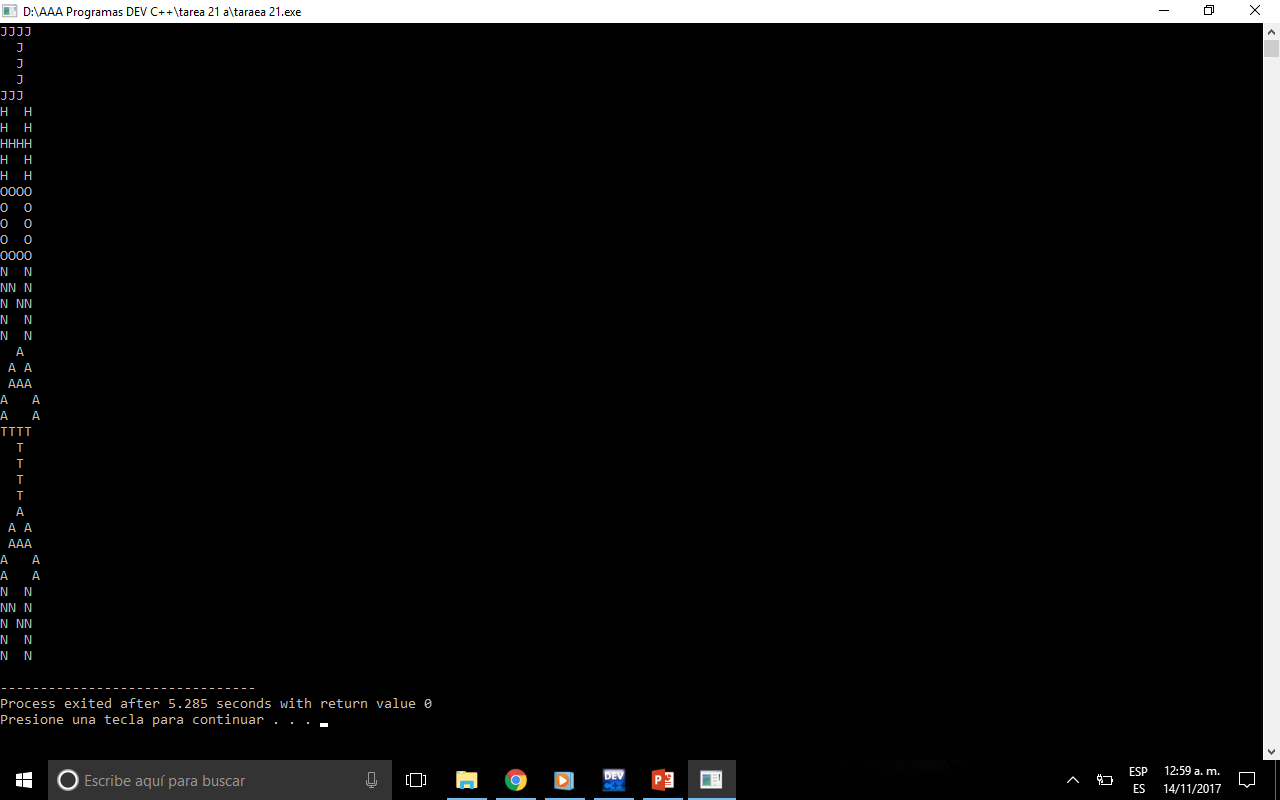 D:\AAA Programas DEV C++\tarea 21 a\taraea 21.exe
JJJJ
  J
  J
  J
JJJ
H  H
H  H
HHHH
H  H
H  H
OOOO
O  O
O  O
O  O
OOOO
N  N
NN N
N NN
N  N
N  N
  A
 A A
 AAA
A   A
A   A
TTTT
  T
  T
  T
  T
  A
 A A
 AAA
A   A
A   A
N  N
NN N
N NN
N  N
N  N
--------------------------------
Process exited after 5.285 seconds with return value 0
Presione una tecla para continuar . . .
Escribe aquí para buscar
DEV C++
P
ESP
ES
12:59 a. m.
14/11/2017